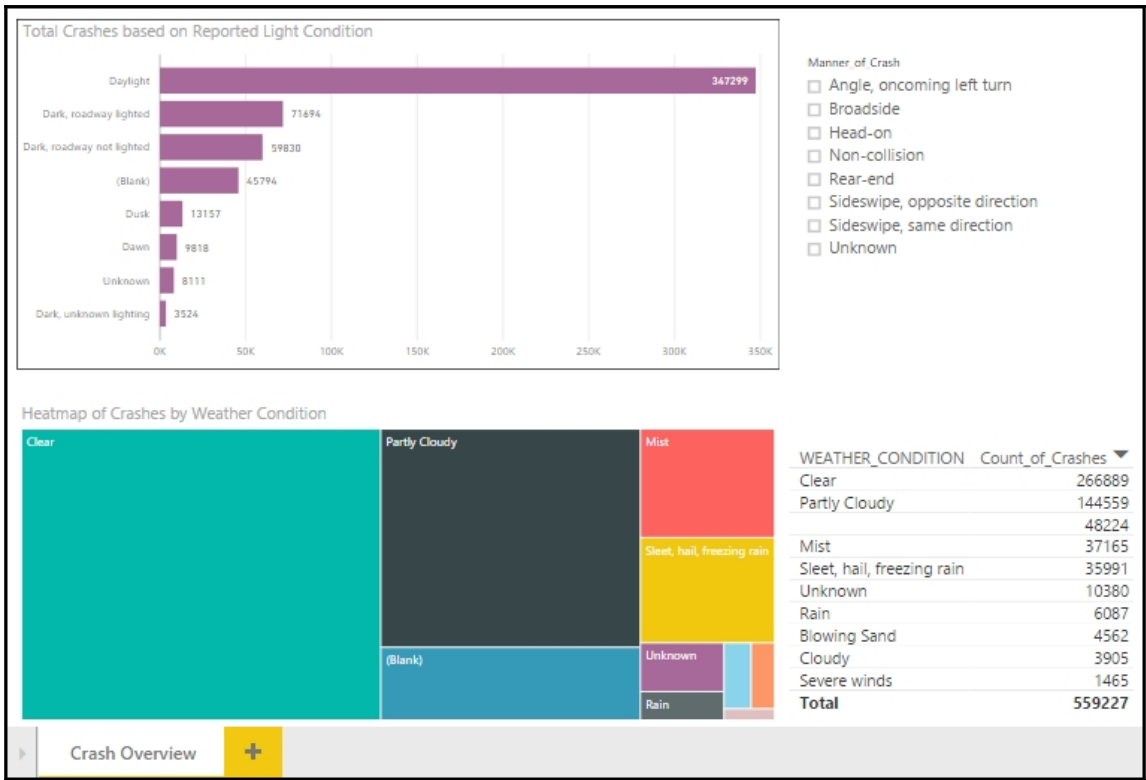 Total Crashes based on Reported Light Condition
Daylight 347299
Dark, roadway lighted 71694
Dark, roadway not lighted 59830
(Blank) 45794
Dusk 13157
Dawn 9818
Unknown 8111
Dark, unknown lighting 3524
0K 50K 100K 150K 200K 250K 300K 350K
Manner_of_Crash
Angle, oncoming left turn
Broadside
Head-on
Non-collision
Rear-end
Sideswipe, opposite direction
Sideswipe, same direction
Unknown
Heatmap of Crashes by Weather Condition
Clear
Partly Cloudy
(Blank)
Mist
Sleet, hail, freezing rain
Unknown
Rain
WEATHER_CONDITION Count_of_Crashes
Clear 266889
Partly Cloudy 144559
48224
Mist 37165
Sleet, hail, freezing rain 35991
Unknown 10380
Rain 6087
Blowing Sand 4562
Cloudy 3905
Severe winds 1465
Total 559227
Crash Overview +